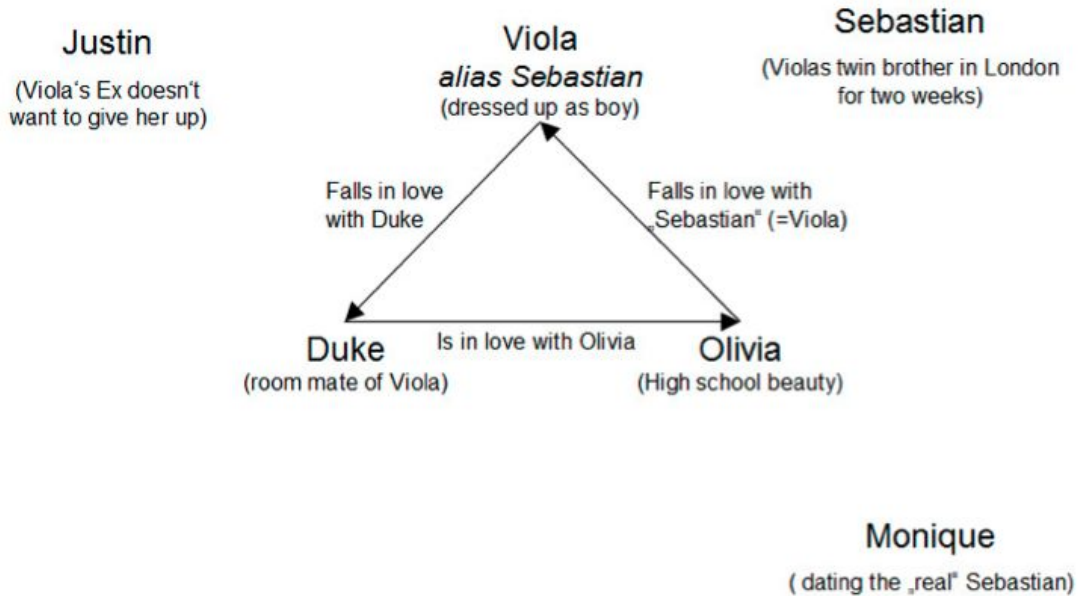 Justin
(Viola's Ex doesn't
want to give her up)
Viola
alias Sebastian
(dressed up as boy)
Sebastian
(Violas twin brother in London
for two weeks)
Falls in love
with Duke
Falls in love with
„Sebastian“ (=Viola)
Is in love with Olivia
Duke
(room mate of Viola)
Olivia
(High school beauty)
Monique
( dating the „real“ Sebastian)